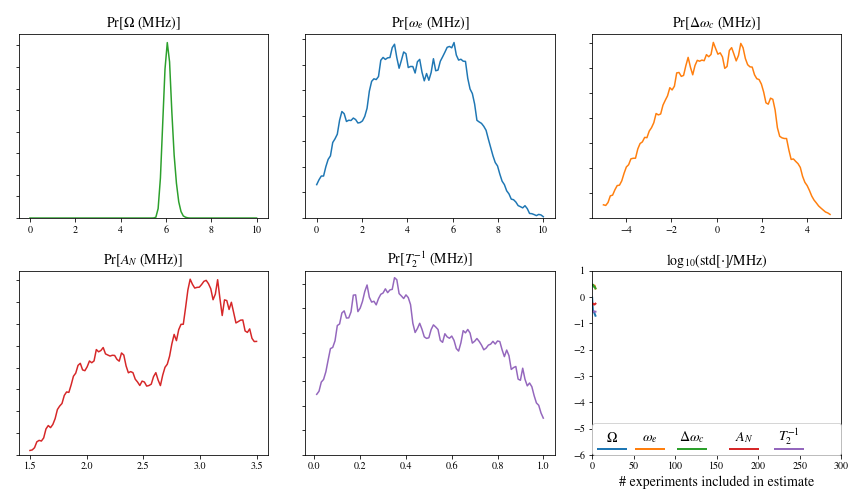 Pr[Ω (MHz)]
Pr[ωₑ (MHz)]
Pr[Δω_c (MHz)]
0 2 4 6 8 10
0 2 4 6 8 10
−4 −2 0 2 4
Pr[A_N (MHz)]
Pr[T₂⁻¹ (MHz)]
log₁₀(std[·]/MHz)
1
0
−1
−2
−3
−4
−5
−6
Ω ωₑ Δω_c A_N T₂⁻¹
1.5 2.0 2.5 3.0 3.5
0.0 0.2 0.4 0.6 0.8 1.0
0 50 100 150 200 250 300
# experiments included in estimate